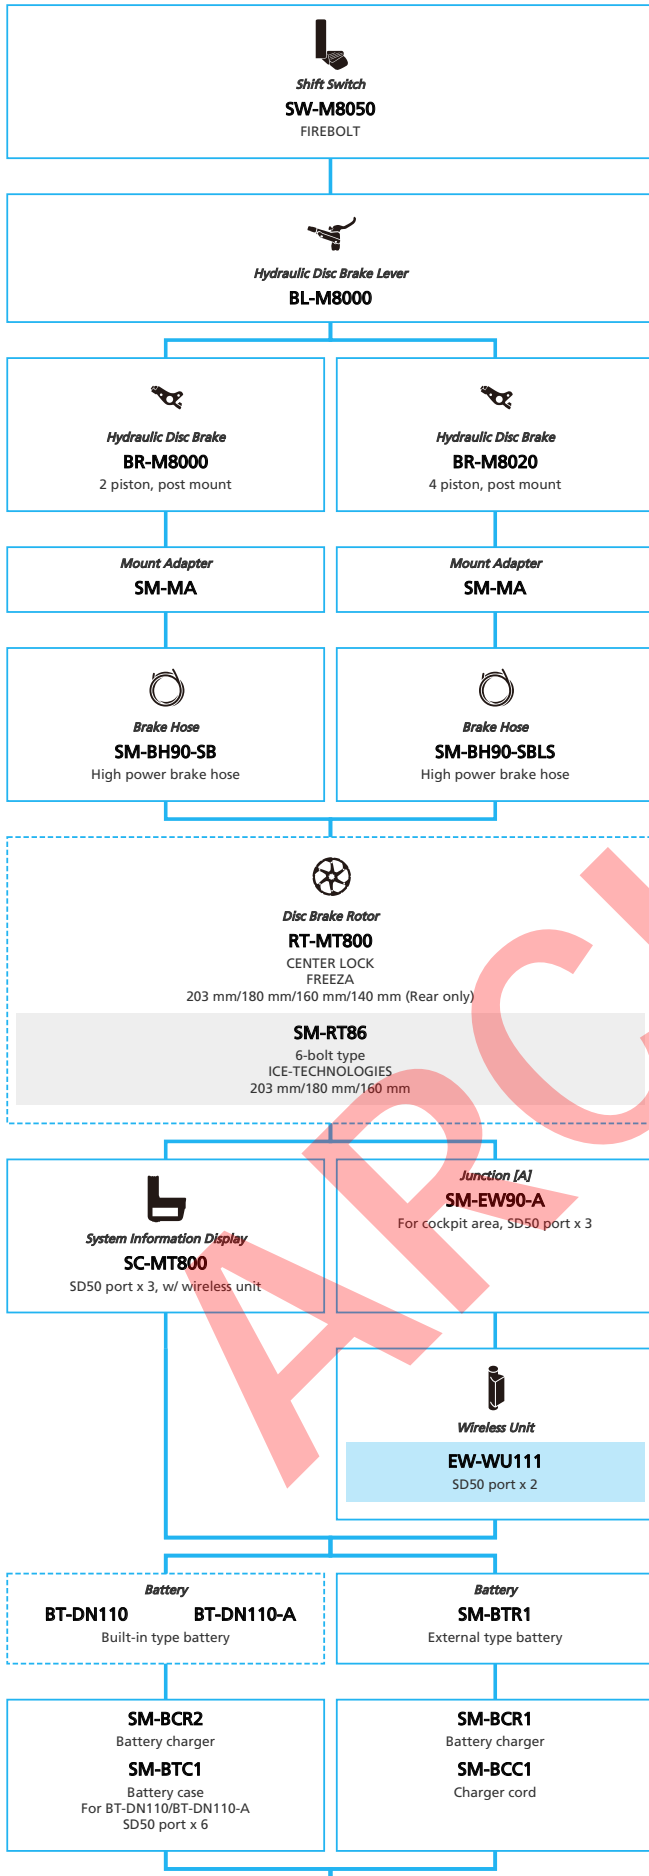 Shift Switch
SW-M8050
FIREBOLT
Hydraulic Disc Brake Lever
BL-M8000
Hydraulic Disc Brake
BR-M8000
2 piston, post mount
Hydraulic Disc Brake
BR-M8020
4 piston, post mount
Mount Adapter
SM-MA
Mount Adapter
SM-MA
Brake Hose
SM-BH90-SB
High power brake hose
Brake Hose
SM-BH90-SBLS
High power brake hose
Disc Brake Rotor
RT-MT800
CENTER LOCK
FREEZA
203 mm/180 mm/160 mm/140 mm (Rear only)
SM-RT86
6-bolt type
ICE-TECHNOLOGIES
203 mm/180 mm/160 mm
System Information Display
SC-MT800
SD50 port x 3, w/ wireless unit
Junction [A]
SM-EW90-A
For cockpit area, SD50 port x 3
Wireless Unit
EW-WU111
SD50 port x 2
Battery
BT-DN110 BT-DN110-A
Built-in type battery
Battery
SM-BTR1
External type battery
SM-BCR2
Battery charger
SM-BTC1
Battery case
For BT-DN110/BT-DN110-A
SD50 port x 6
SM-BCR1
Battery charger
SM-BCC1
Charger cord
ARC